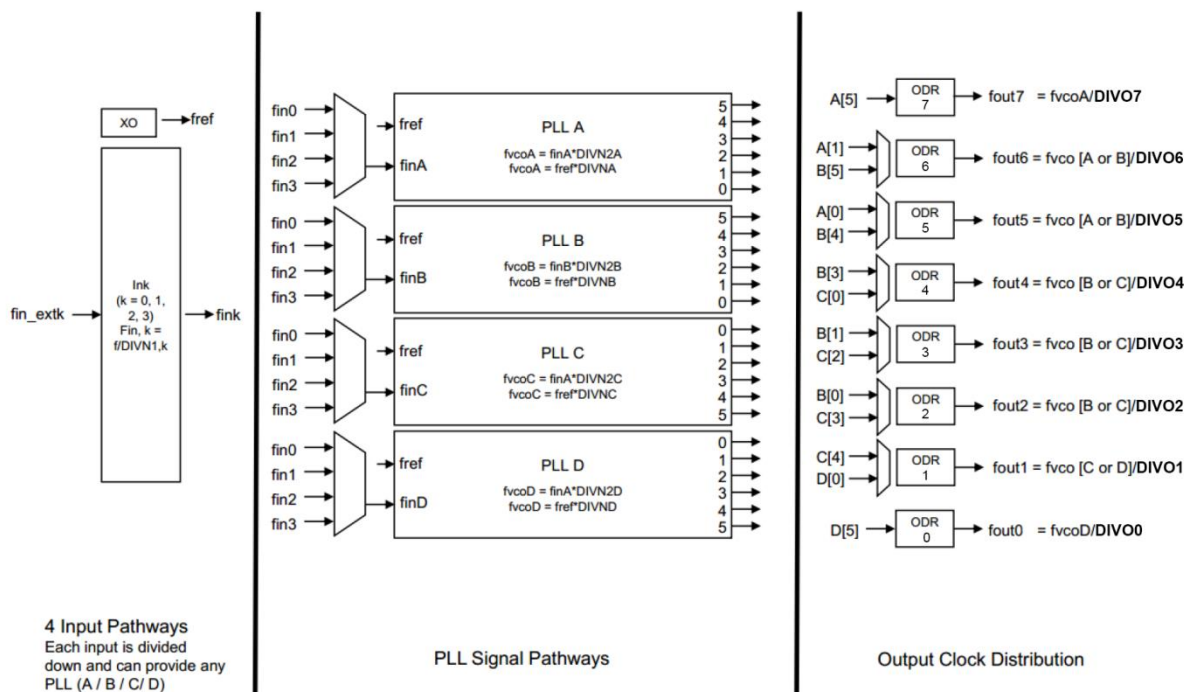 XO
fref
fin_extk
Ink
(k = 0, 1,
2, 3)
Fin, k =
f/DIVN1,k
fink
4 Input Pathways
Each input is divided
down and can provide any
PLL (A / B / C/ D)
fin0
fin1
fin2
fin3
fref
finA
PLL A
fvcoA = finA*DIVN2A
fvcoA = fref*DIVNA
5
4
3
2
1
0
fin0
fin1
fin2
fin3
fref
finB
PLL B
fvcoB = finB*DIVN2B
fvcoB = fref*DIVNB
5
4
3
2
1
0
fin0
fin1
fin2
fin3
fref
finC
PLL C
fvcoC = finA*DIVN2C
fvcoC = fref*DIVNC
0
1
2
3
4
5
fin0
fin1
fin2
fin3
fref
finD
PLL D
fvcoD = finA*DIVN2D
fvcoD = fref*DIVND
0
1
2
3
4
5
PLL Signal Pathways
A[5]
ODR
7
fout7 = fvcoA/DIVO7
A[1]
B[5]
ODR
6
fout6 = fvco [A or B]/DIVO6
A[0]
B[4]
ODR
5
fout5 = fvco [A or B]/DIVO5
B[3]
C[0]
ODR
4
fout4 = fvco [B or C]/DIVO4
B[1]
C[2]
ODR
3
fout3 = fvco [B or C]/DIVO3
B[0]
C[3]
ODR
2
fout2 = fvco [B or C]/DIVO2
C[4]
D[0]
ODR
1
fout1 = fvco [C or D]/DIVO1
D[5]
ODR
0
fout0 = fvcoD/DIVO0
Output Clock Distribution